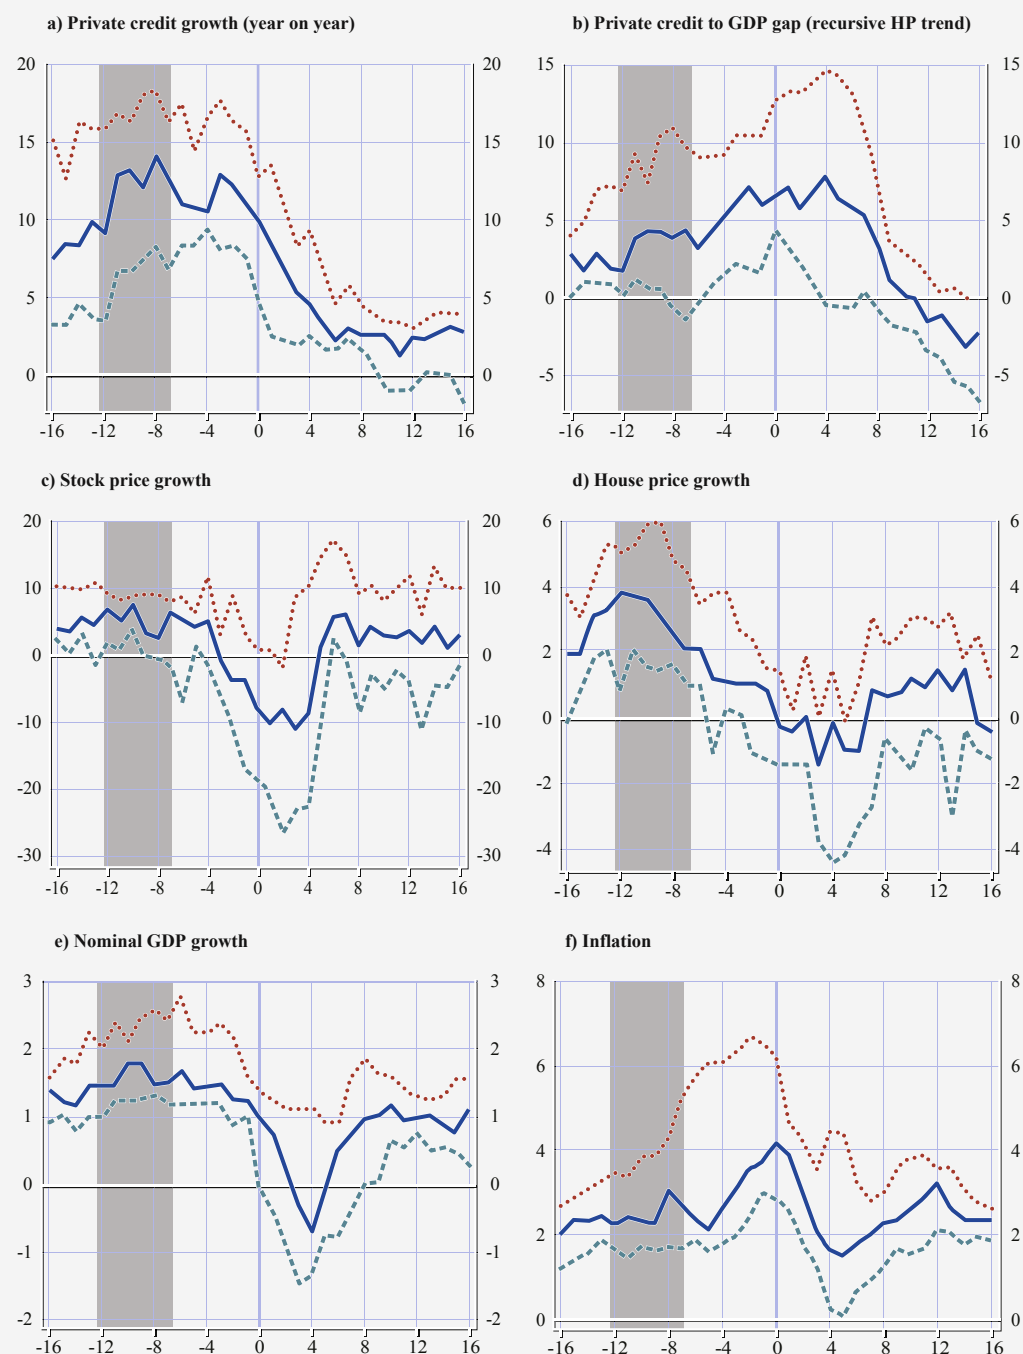 a) Private credit growth (year on year)
b) Private credit to GDP gap (recursive HP trend)
20 20 15 15
15 15 10 10
10 10 5 5
5 5 0 0
0 0 -5 -5
-16 -12 -8 -4 0 4 8 12 16
-16 -12 -8 -4 0 4 8 12 16
c) Stock price growth
d) House price growth
20 20 6 6
10 10 4 4
0 0 2 2
-10 -10 0 0
-20 -20 -2 -2
-30 -30 -4 -4
-16 -12 -8 -4 0 4 8 12 16
-16 -12 -8 -4 0 4 8 12 16
e) Nominal GDP growth
f) Inflation
3 3 8 8
2 2 6 6
1 1 4 4
0 0 2 2
-1 -1 0 0
-2 -2
-16 -12 -8 -4 0 4 8 12 16
-16 -12 -8 -4 0 4 8 12 16